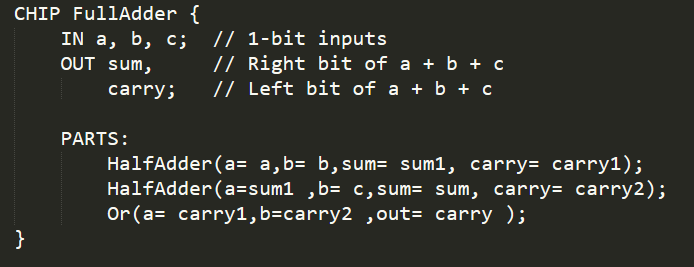 CHIP FullAdder {
    IN a, b, c;  // 1-bit inputs
    OUT sum,     // Right bit of a + b + c
        carry;   // Left bit of a + b + c

    PARTS:
        HalfAdder(a= a,b= b,sum= sum1, carry= carry1);
        HalfAdder(a=sum1 ,b= c,sum= sum, carry= carry2);
        Or(a= carry1,b=carry2 ,out= carry );
}